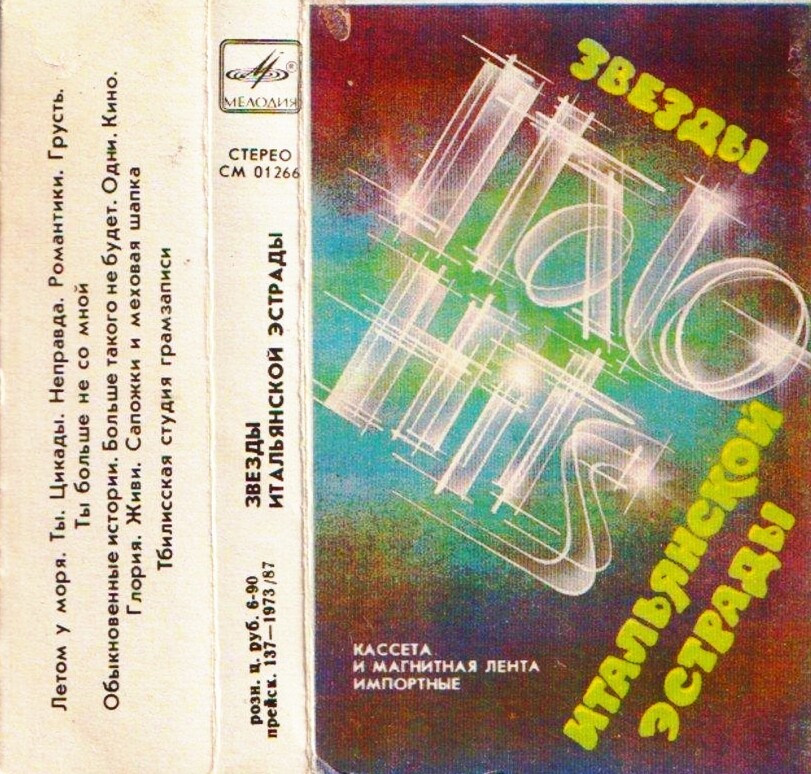 Летом у моря. Ты. Цикады. Неправда. Романтики. Грусть.
Ты больше не со мной
Обыкновенные истории. Больше такого не будет. Одни. Кино.
Глория. Живи. Сапожки и меховая шапка
Тбилисская студия грамзаписи
МЕЛОДИЯ®
СТЕРЕО
СМ 01266
ЗВЕЗДЫ
ИТАЛЬЯНСКОЙ ЭСТРАДЫ
розн. ц. руб. 6-90
прейск. 137—1973/87
ЗВЕЗДЫ
Italo
Hits
ИТАЛЬЯНСКОЙ
ЭСТРАДЫ
КАССЕТА
И МАГНИТНАЯ ЛЕНТА
ИМПОРТНЫЕ